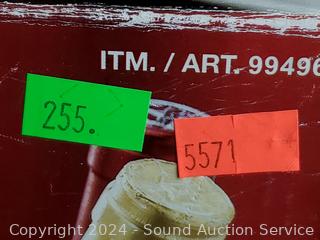 ITM. / ART. 99496
255.
5571
Copyright 2024 - Sound Auction Service